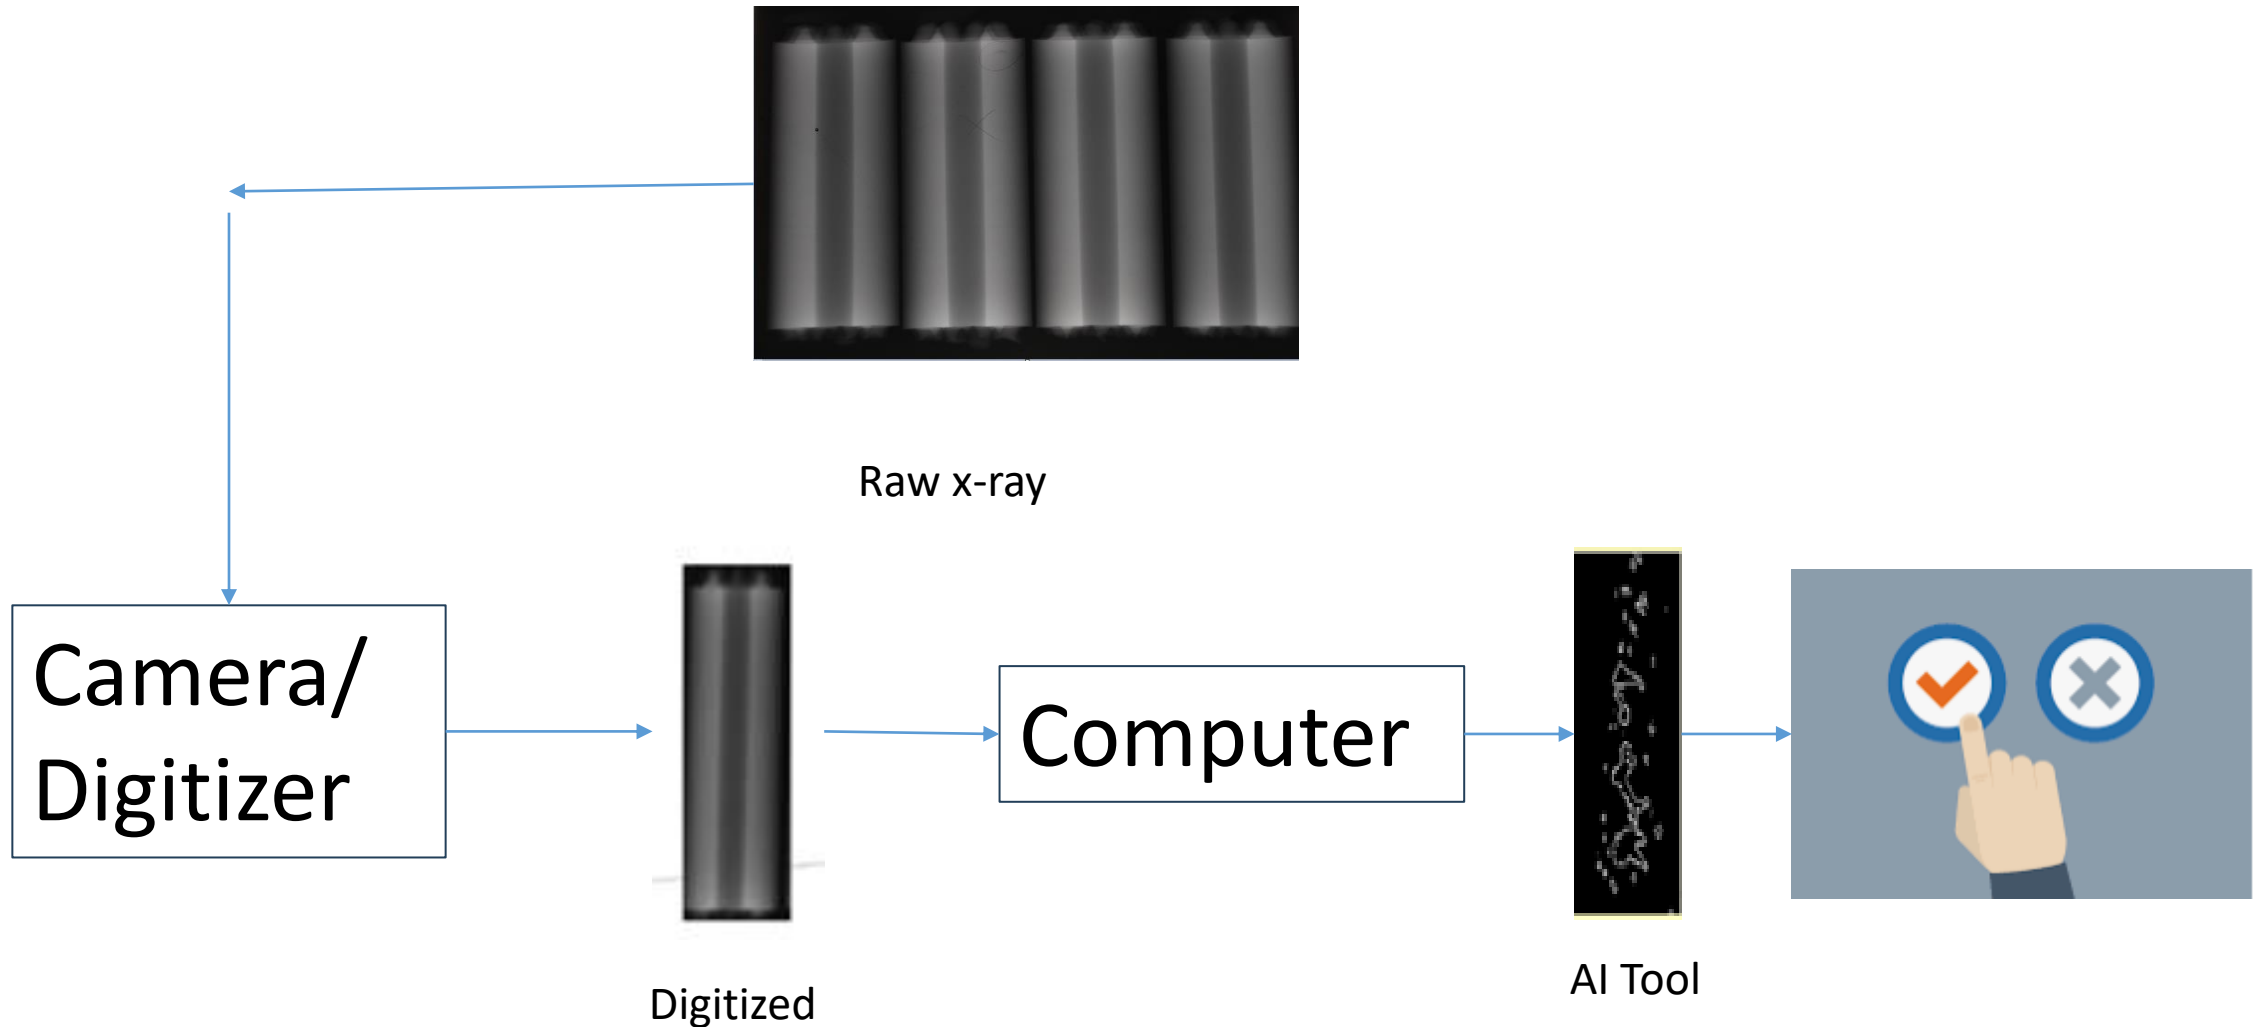 Raw x-ray
Camera/
Digitizer
Computer
Digitized
AI Tool